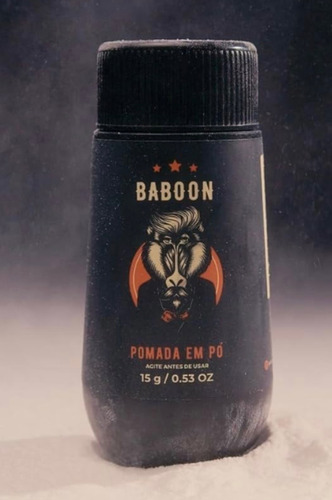 BABOON
POMADA EM PÓ
AGITE ANTES DE USAR
15 g / 0.53 OZ